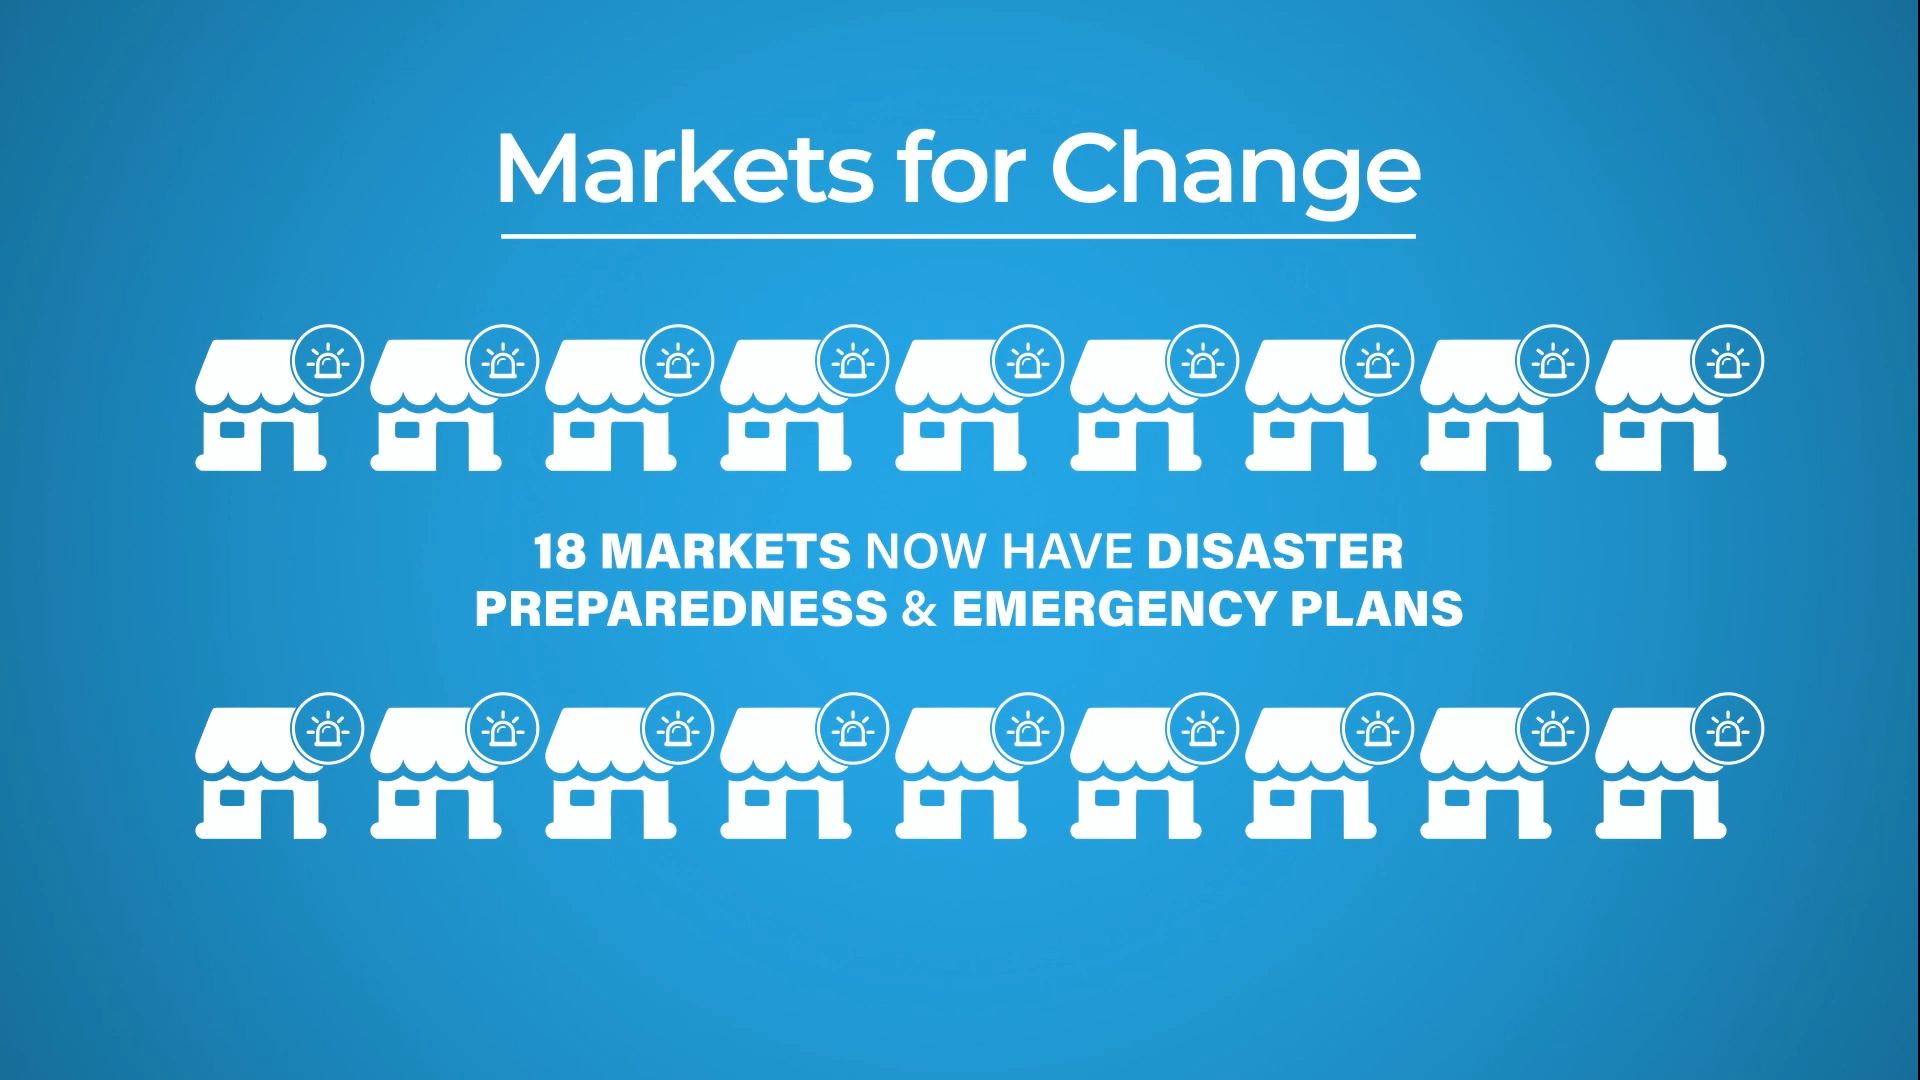 Markets for Change
18 MARKETS NOW HAVE DISASTER
PREPAREDNESS & EMERGENCY PLANS